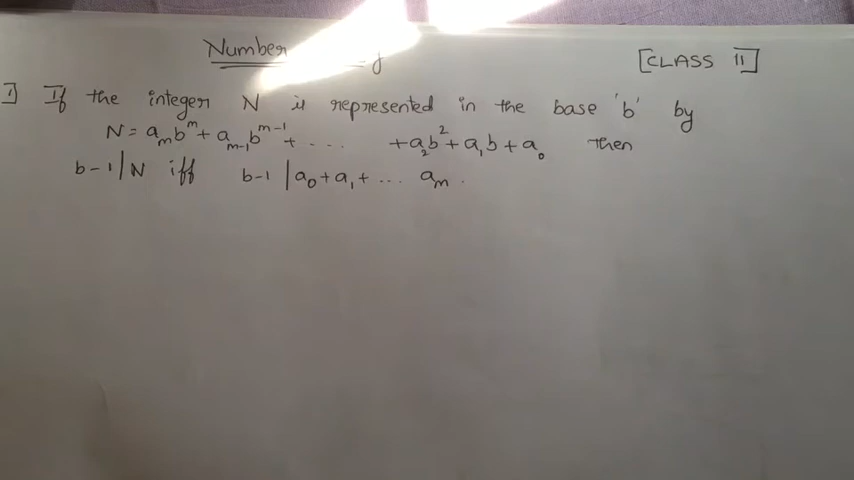 Number
[CLASS 11]
1] If the integer N is represented in the base 'b' by
N = a_m b^m + a_{m-1} b^{m-1} + .... + a_2 b^2 + a_1 b + a_0 then
b-1 | N iff b-1 | a_0 + a_1 + ... a_m.